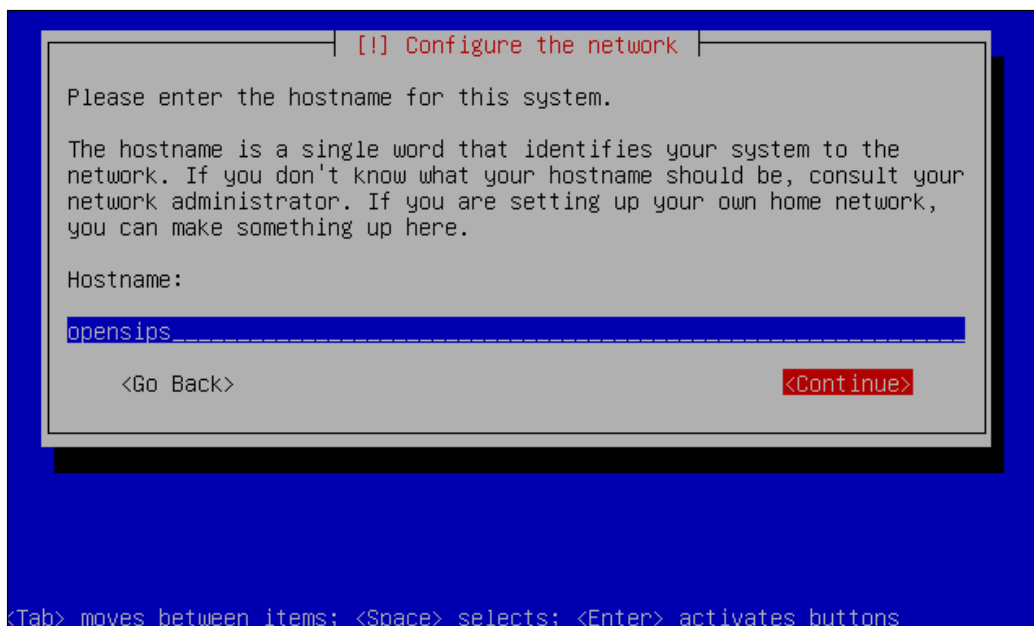 [!] Configure the network
Please enter the hostname for this system.
The hostname is a single word that identifies your system to the
network. If you don't know what your hostname should be, consult your
network administrator. If you are setting up your own home network,
you can make something up here.
Hostname:
opensips
<Go Back> <Continue>
<Tab> moves between items; <Space> selects; <Enter> activates buttons